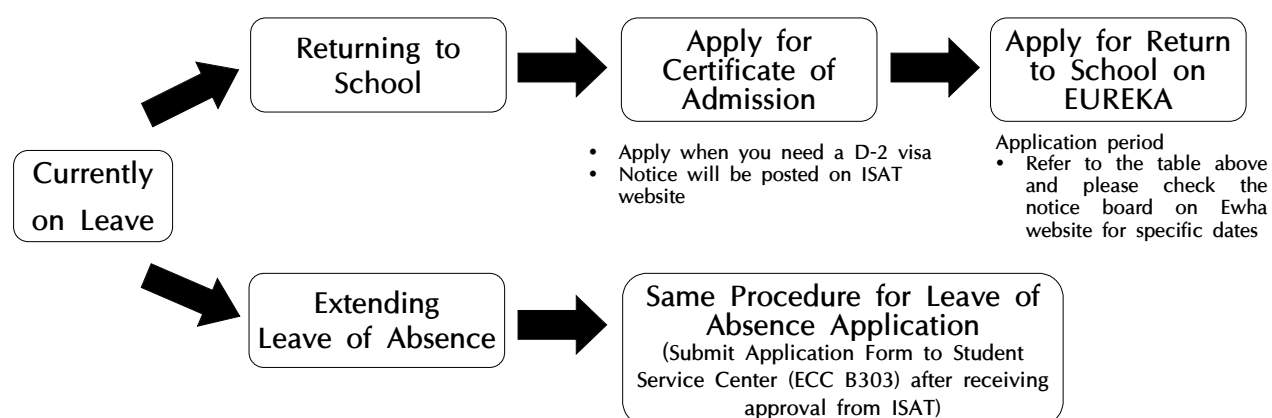 Currently
on Leave
Returning to
School
Apply for
Certificate of
Admission
• Apply when you need a D-2 visa
• Notice will be posted on ISAT
website
Apply for Return
to School on
EUREKA
Application period
• Refer to the table above
and please check the
notice board on Ewha
website for specific dates
Extending
Leave of Absence
Same Procedure for Leave of
Absence Application
(Submit Application Form to Student
Service Center (ECC B303) after receiving
approval from ISAT)